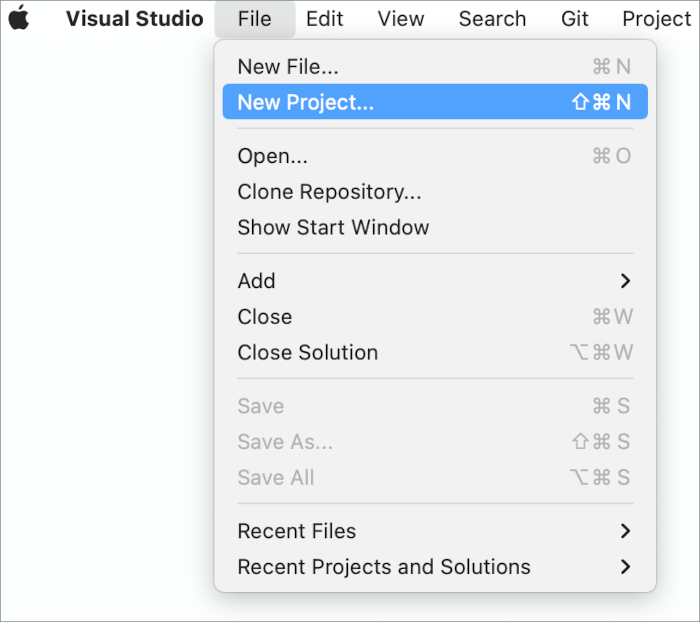 Visual Studio File Edit View Search Git Project
New File... ⌘ N
New Project... ⇧⌘ N
Open... ⌘ O
Clone Repository...
Show Start Window
Add
Close ⌘W
Close Solution ⌥⌘W
Save ⌘ S
Save As... ⇧⌘ S
Save All ⌥⌘ S
Recent Files
Recent Projects and Solutions